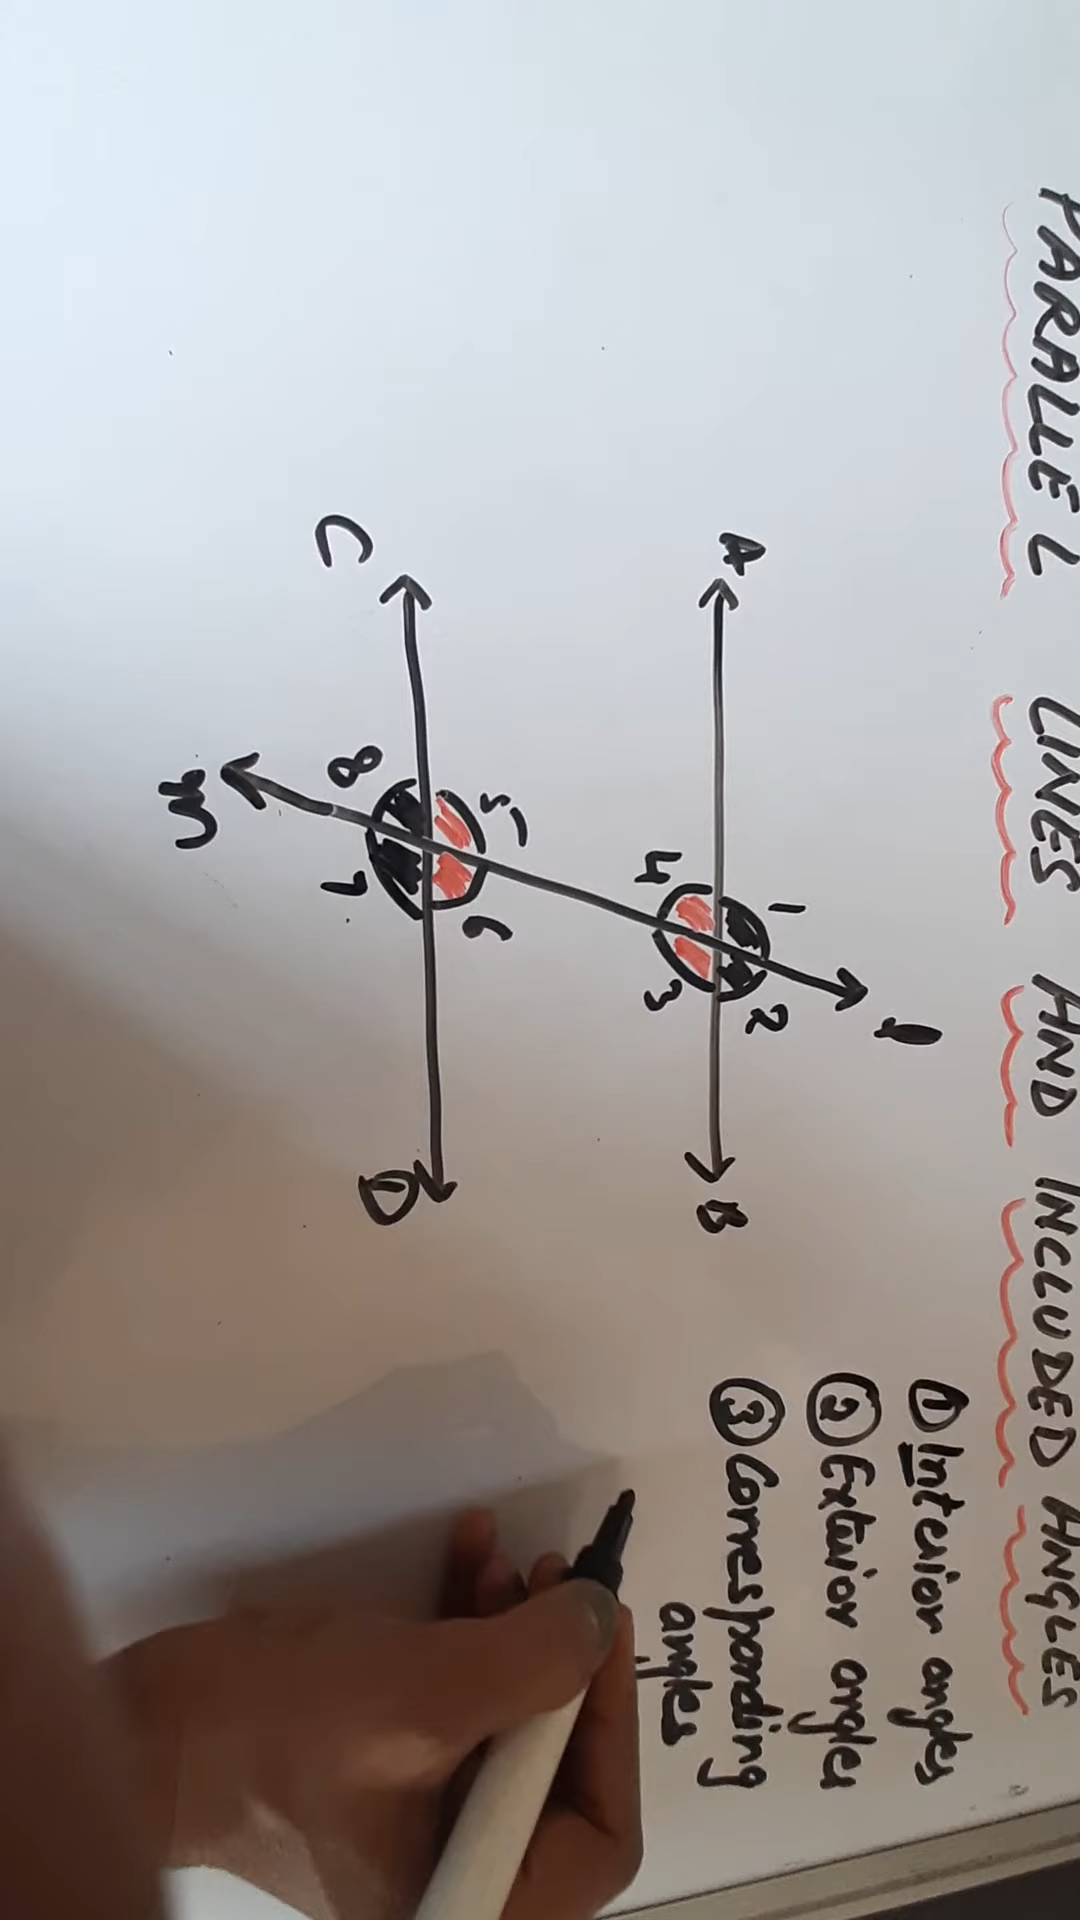 PARALLEL LINES AND INCLUDED ANGLES
① Interior angles
② Exterior angles
③ Corresponding
angles
l
1 2
A B
4 3
5 6
C D
8 7
m